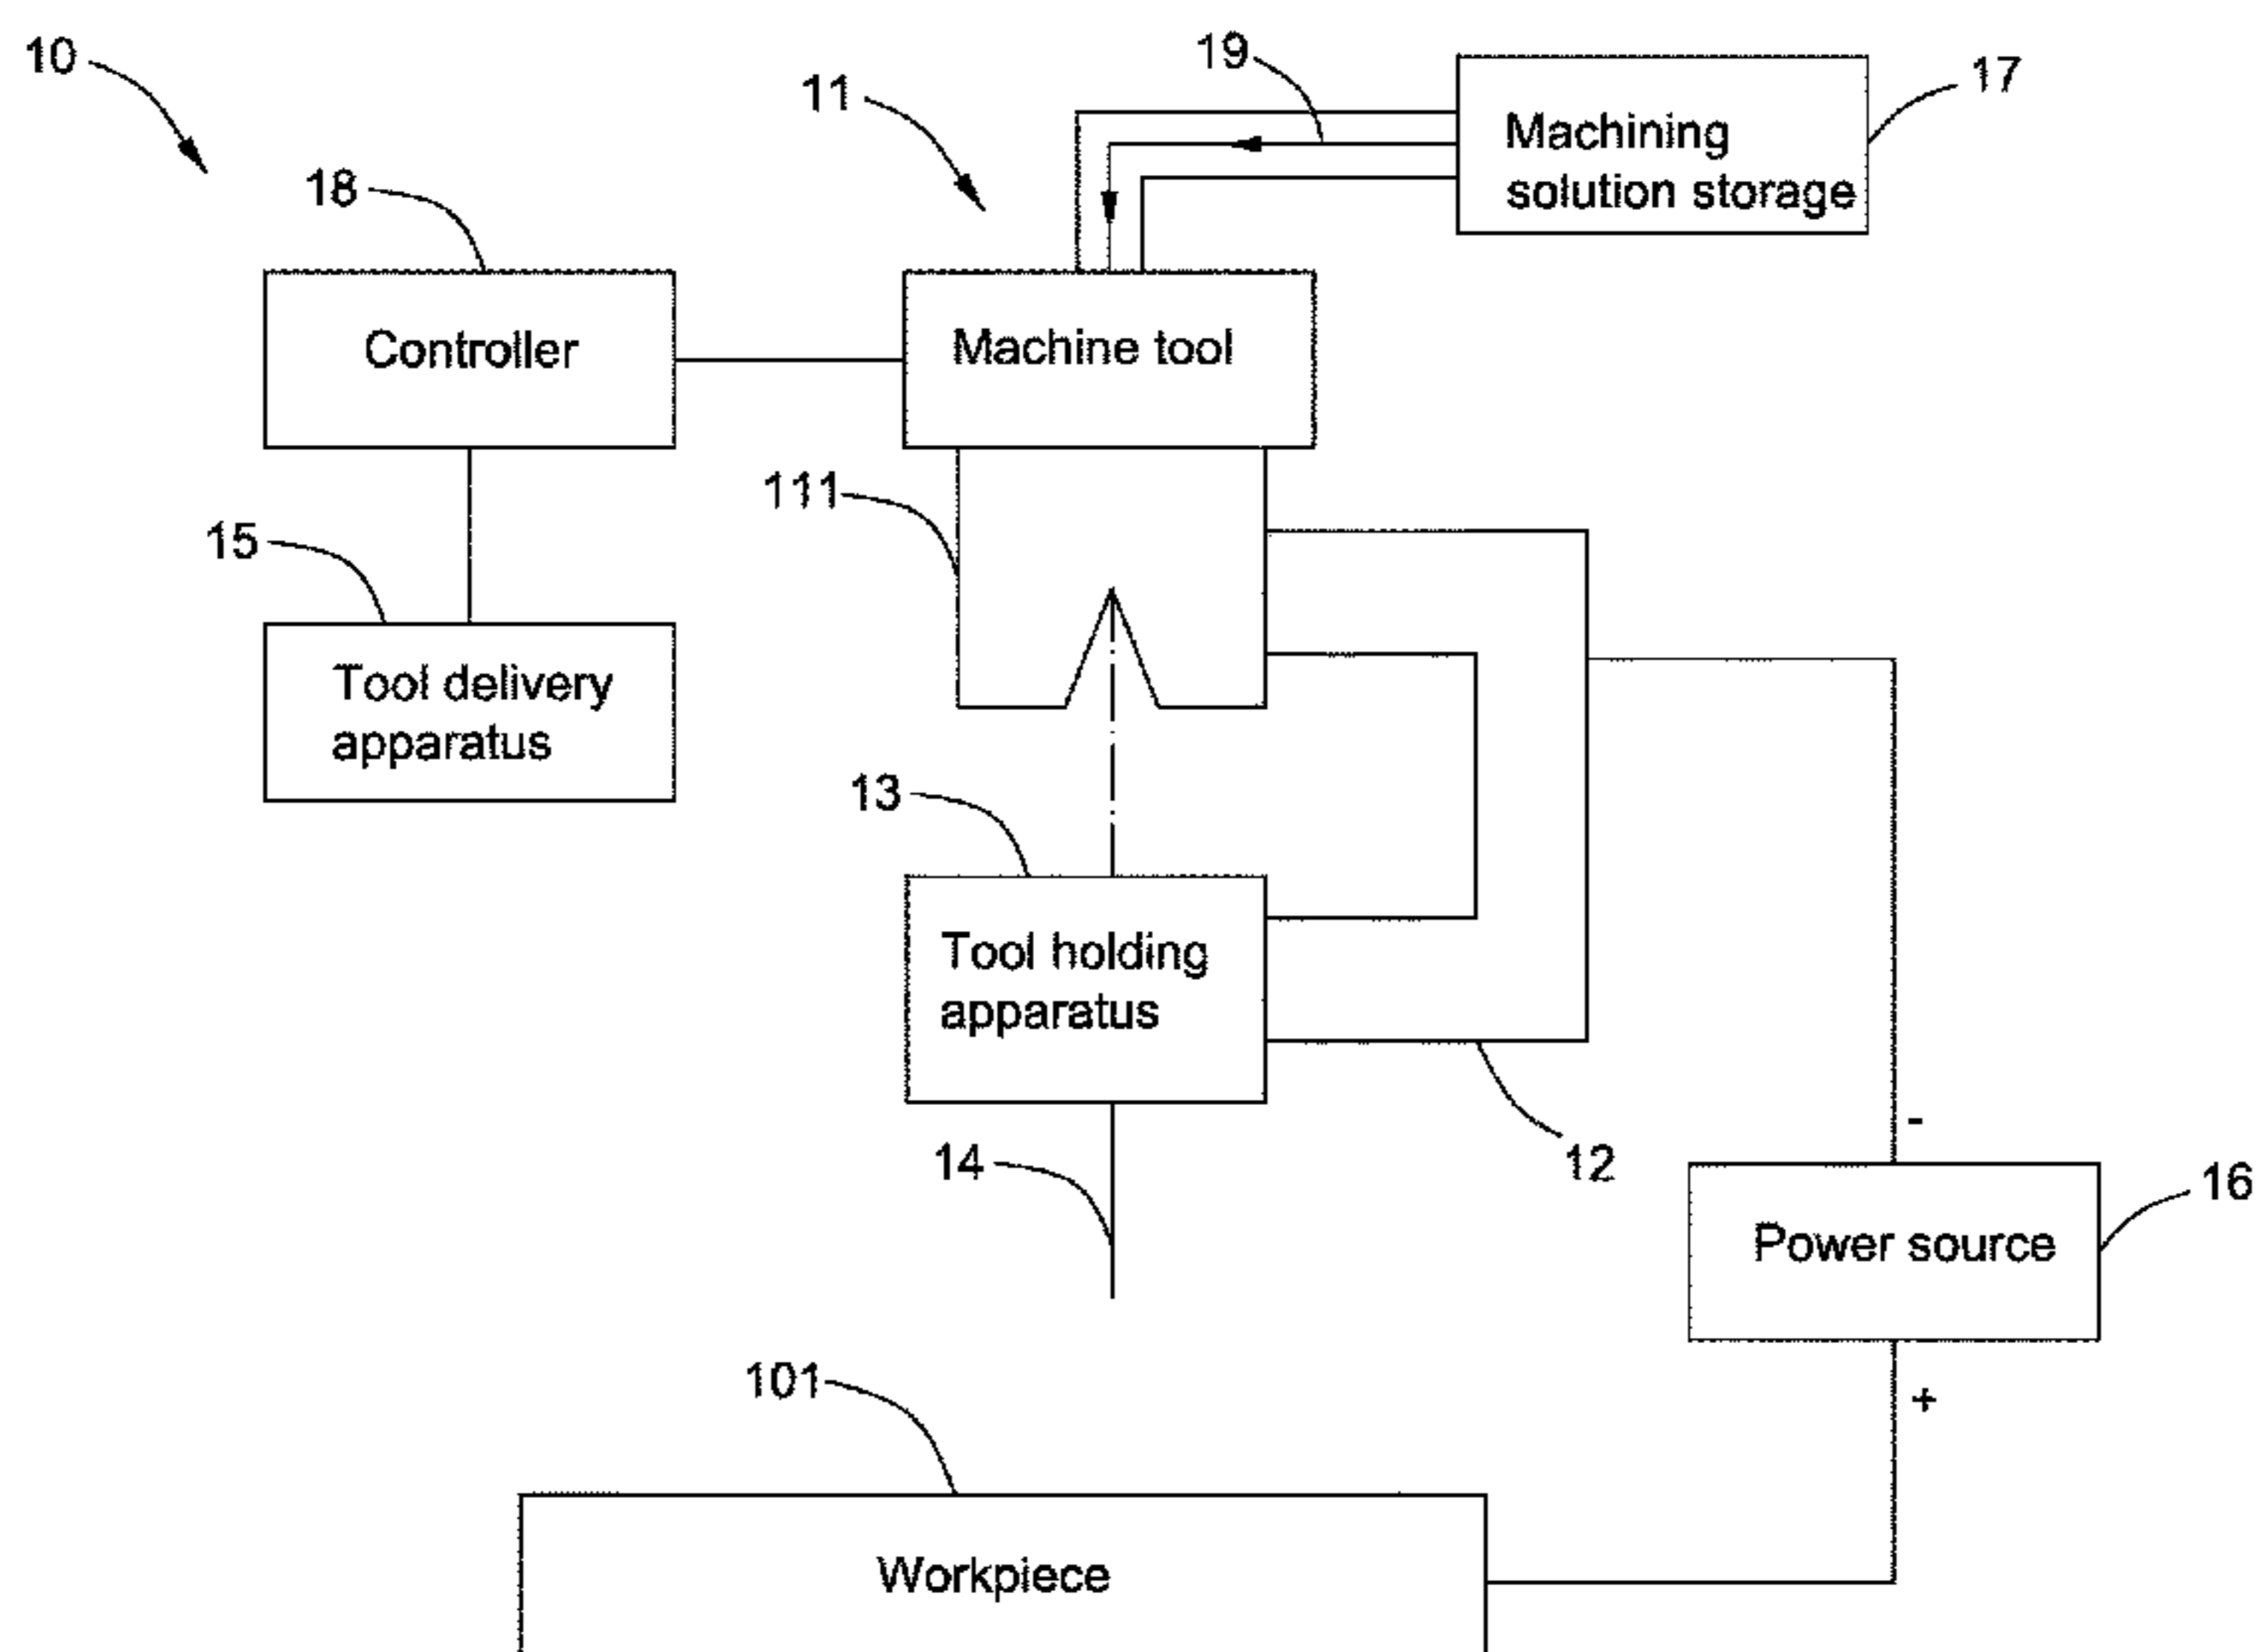 10
11
19
17
Machining
solution storage
18
Controller
Machine tool
111
15
Tool delivery
apparatus
13
Tool holding
apparatus
14
12
-
16
Power source
+
101
Workpiece